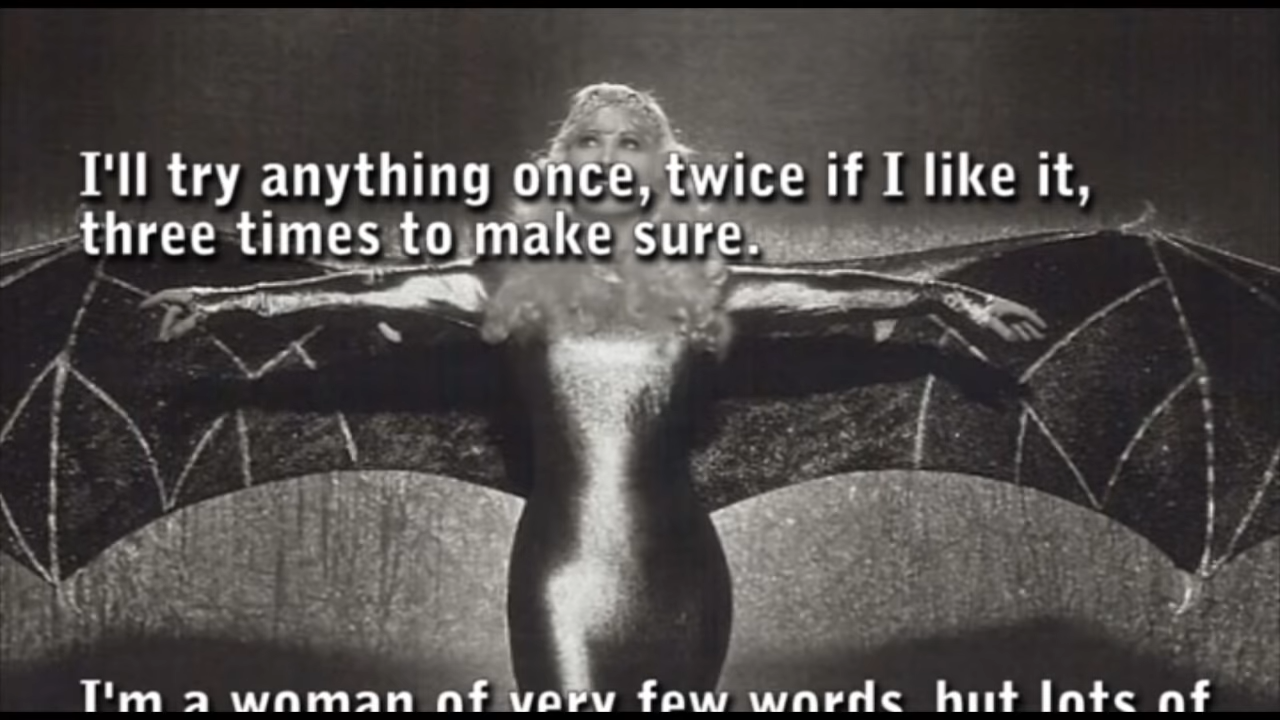 I'll try anything once, twice if I like it,
three times to make sure.
I'm a woman of very few words, but lots of